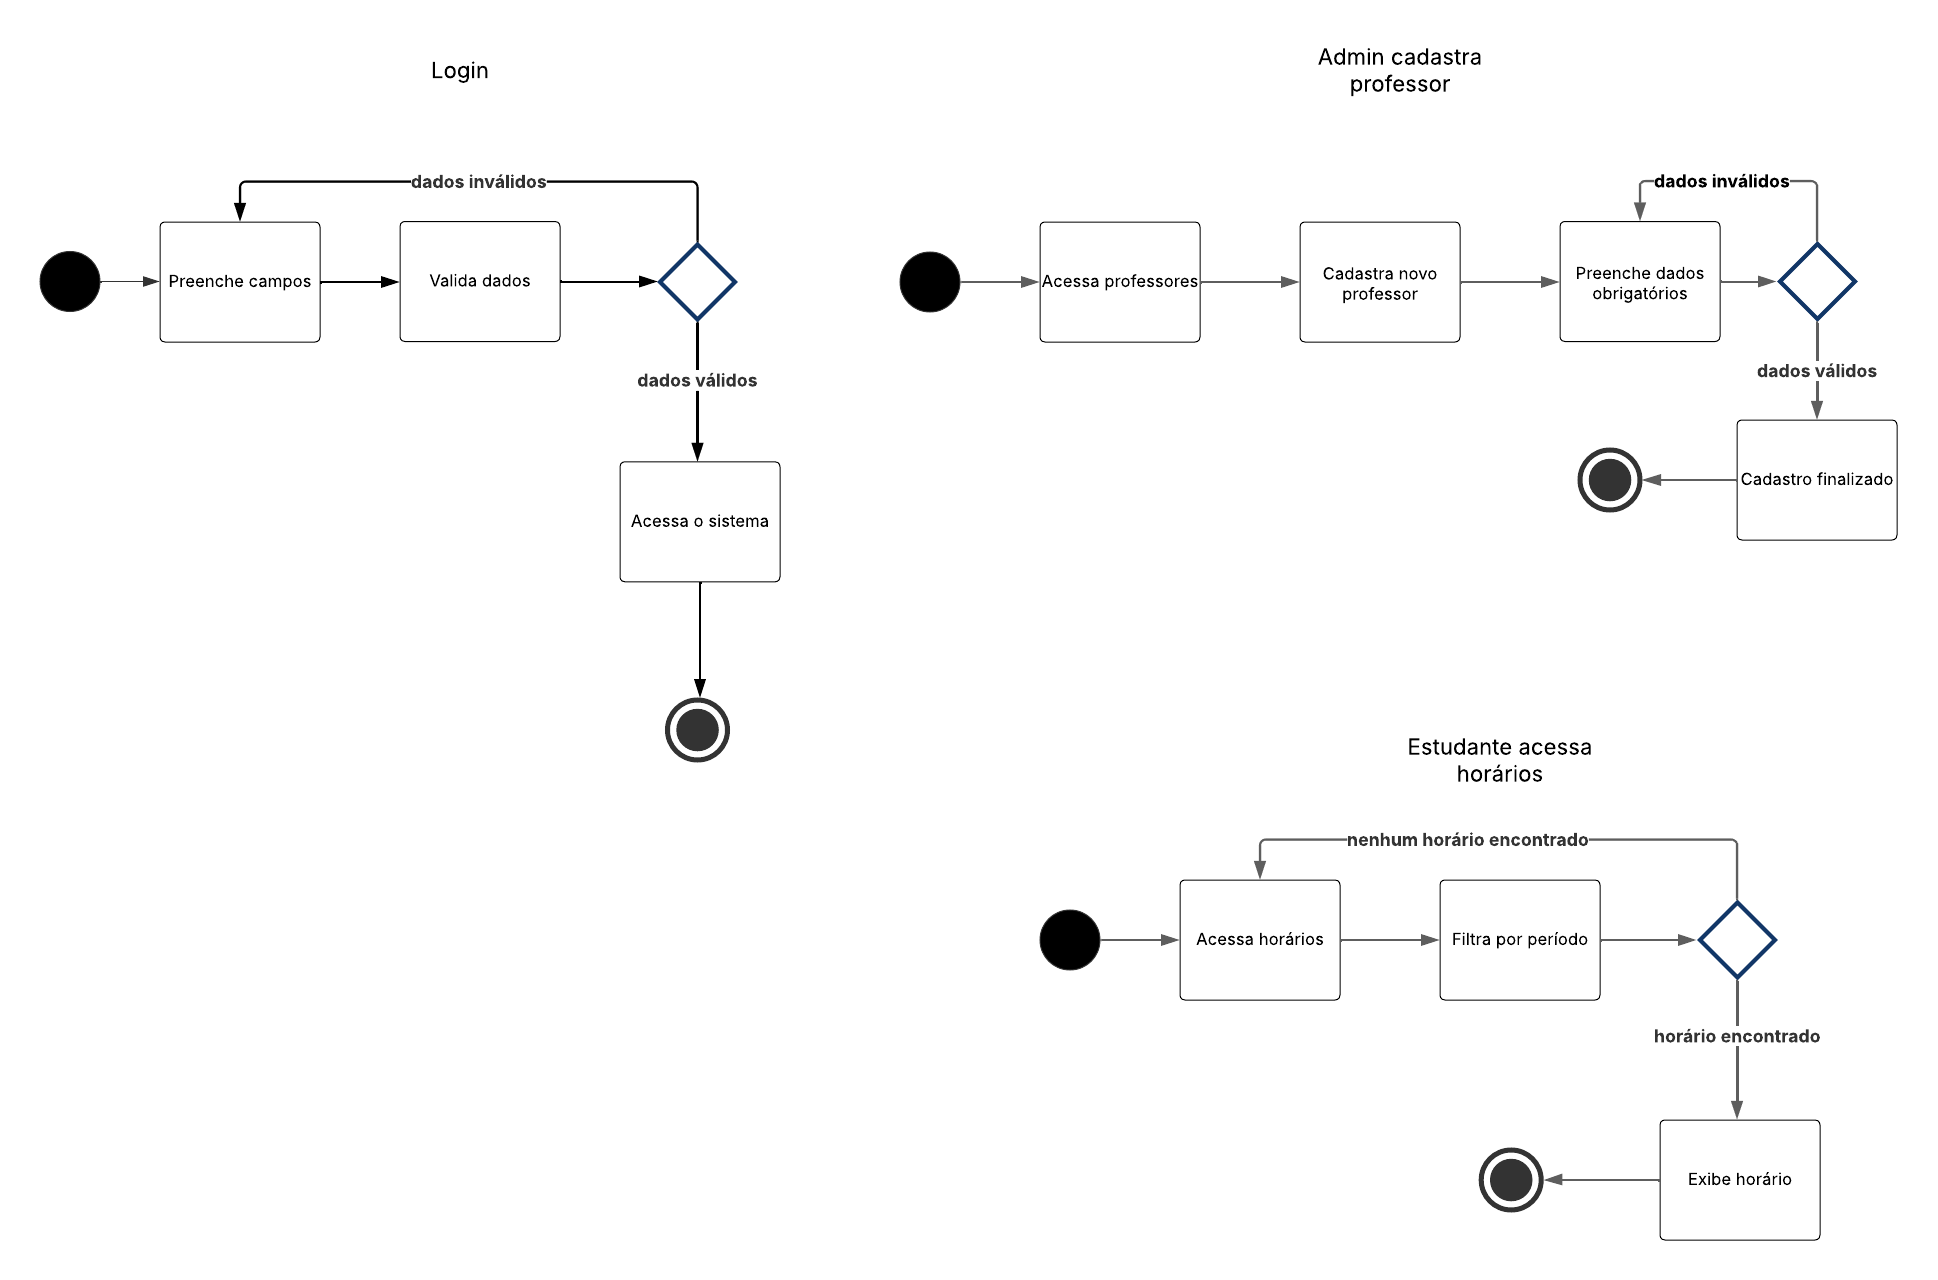 Login
dados inválidos
Preenche campos
Valida dados
dados válidos
Acessa o sistema
Admin cadastra
professor
dados inválidos
Acessa professores
Cadastra novo
professor
Preenche dados
obrigatórios
dados válidos
Cadastro finalizado
Estudante acessa
horários
nenhum horário encontrado
Acessa horários
Filtra por período
horário encontrado
Exibe horário